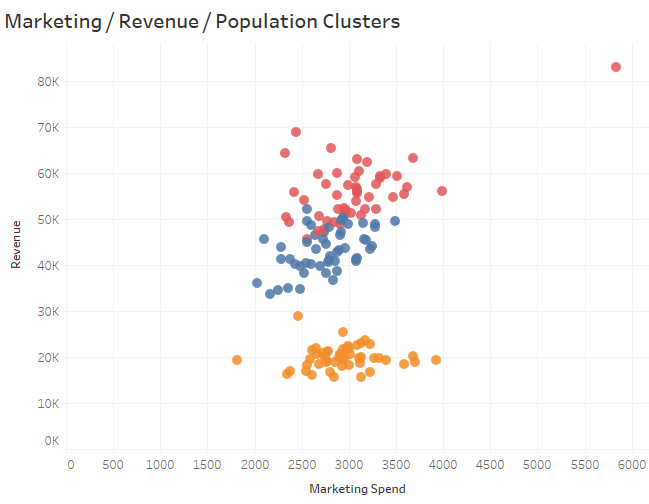 Marketing / Revenue / Population Clusters
80K
70K
60K
50K
40K
30K
20K
10K
0K
Revenue
0 500 1000 1500 2000 2500 3000 3500 4000 4500 5000 5500 6000
Marketing Spend